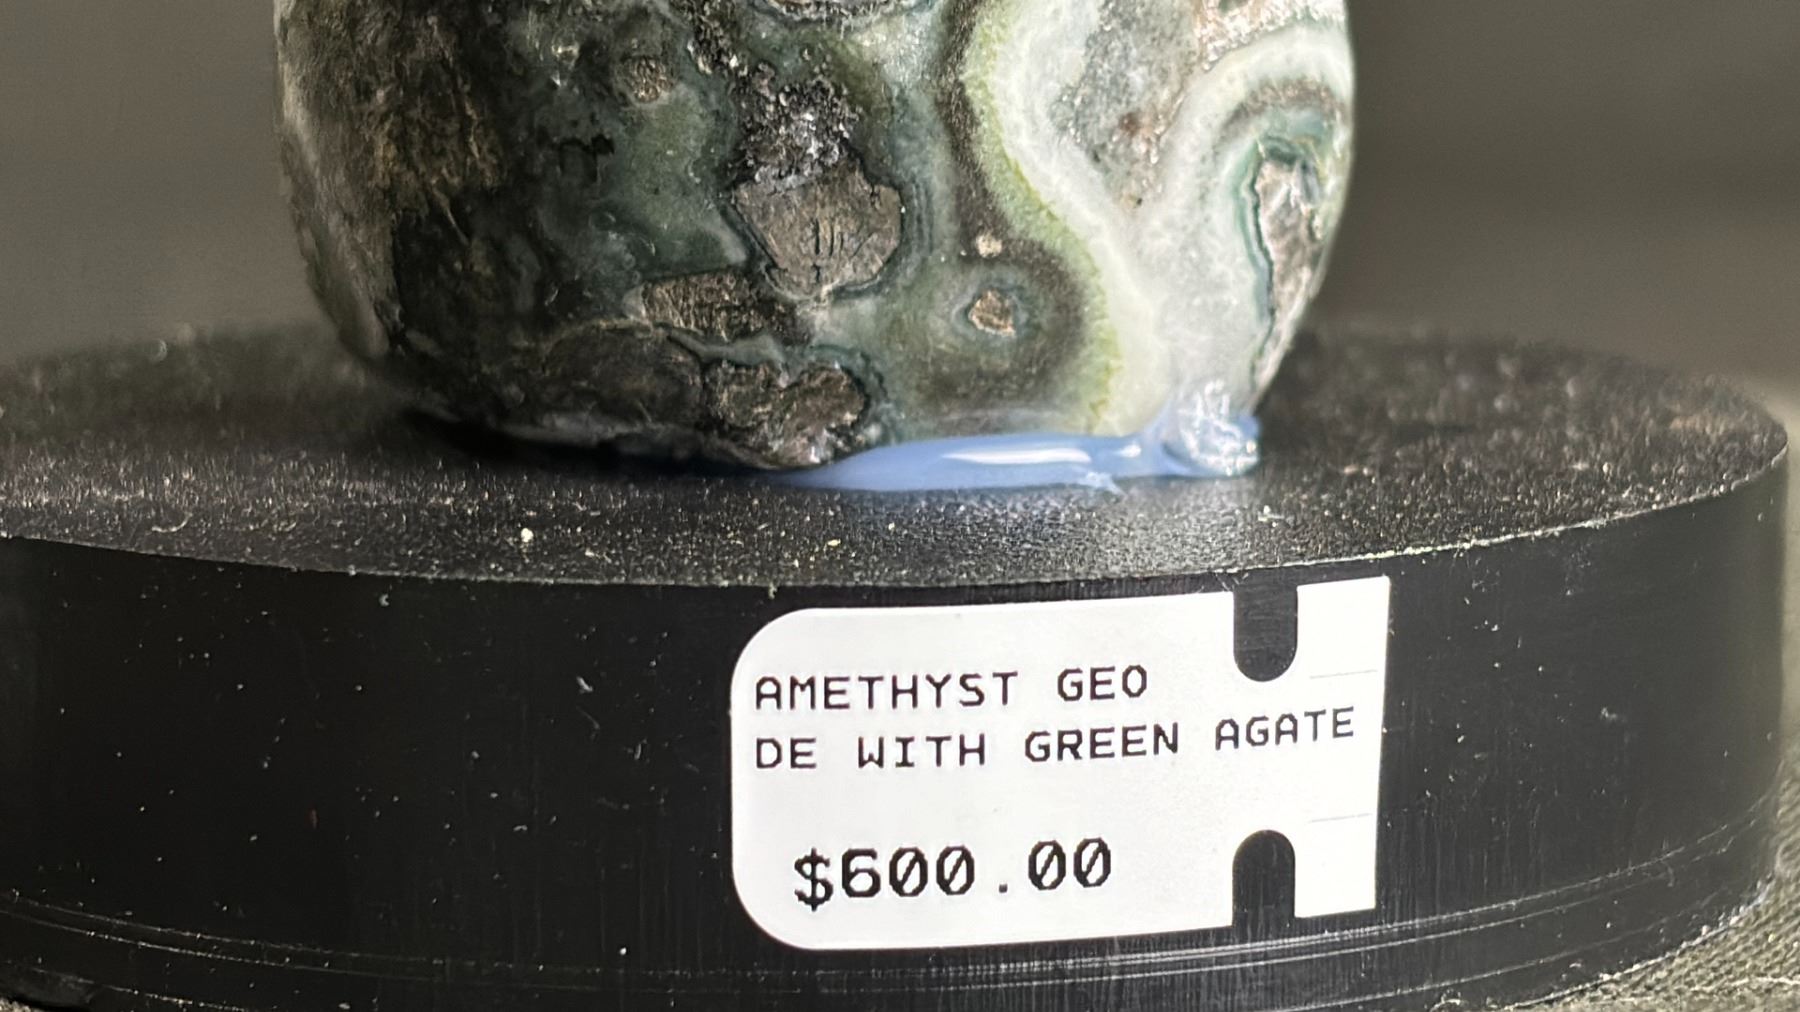 AMETHYST GEO
DE WITH GREEN AGATE
$600.00